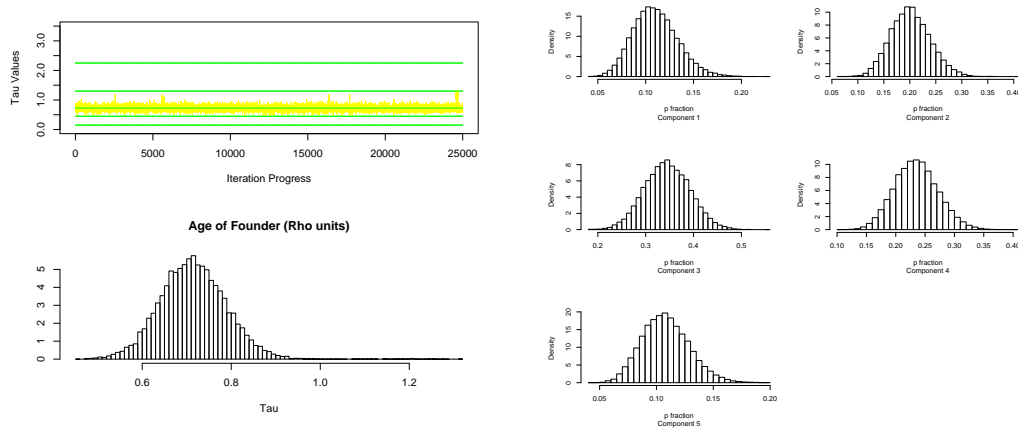 Tau Values
0.0 1.0 2.0 3.0
0 5000 10000 15000 20000 25000
Iteration Progress
Age of Founder (Rho units)
0 1 2 3 4 5
0.6 0.8 1.0 1.2
Tau
Density
0 5 10 15
0.05 0.10 0.15 0.20
p fraction
Component 1
Density
0 2 4 6 8 10
0.05 0.10 0.15 0.20 0.25 0.30 0.35 0.40
p fraction
Component 2
Density
0 2 4 6 8
0.2 0.3 0.4 0.5
p fraction
Component 3
Density
0 2 4 6 8 10
0.10 0.15 0.20 0.25 0.30 0.35 0.40
p fraction
Component 4
Density
0 5 10 15 20
0.05 0.10 0.15 0.20
p fraction
Component 5